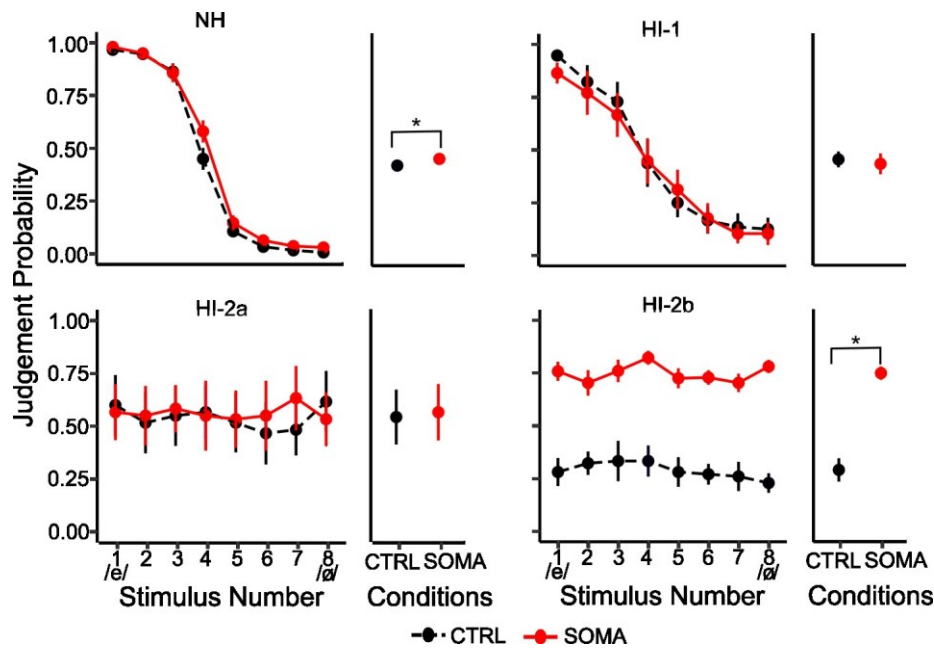 NH
HI-1
Judgement Probability
1.00
0.75
0.50
0.25
0.00
*
HI-2a
HI-2b
1.00
0.75
0.50
0.25
0.00
*
1 2 3 4 5 6 7 8
/e/ /ø/
CTRL SOMA
1 2 3 4 5 6 7 8
/e/ /ø/
CTRL SOMA
Stimulus Number Conditions Stimulus Number Conditions
CTRL SOMA